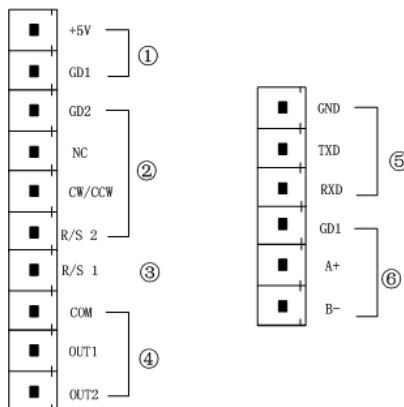 +5V
①
GD1
GD2
NC
②
CW/CCW
R/S 2
R/S 1
③
COM
OUT1
④
OUT2
GND
TXD
⑤
RXD
GD1
A+
⑥
B-